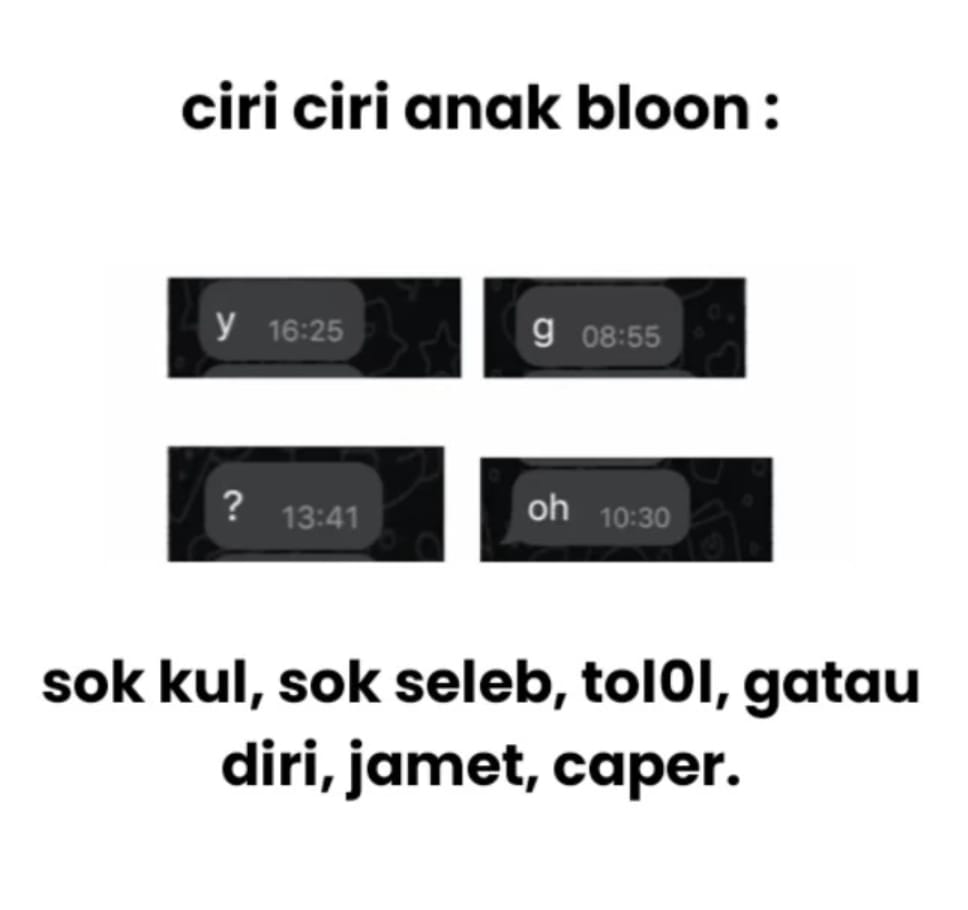 ciri ciri anak bloon :
y 16:25
g 08:55
? 13:41
oh 10:30
sok kul, sok seleb, tol0l, gatau
diri, jamet, caper.